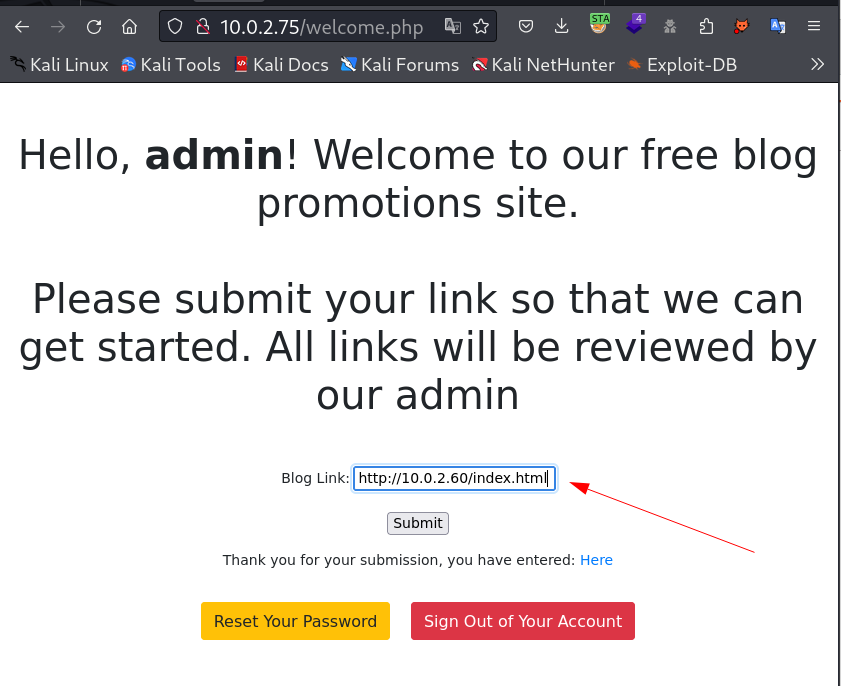 10.0.2.75/welcome.php
STA
4
Kali Linux
Kali Tools
Kali Docs
Kali Forums
Kali NetHunter
Exploit-DB
Hello, admin! Welcome to our free blog
promotions site.
Please submit your link so that we can
get started. All links will be reviewed by
our admin
Blog Link: http://10.0.2.60/index.html
Submit
Thank you for your submission, you have entered: Here
Reset Your Password
Sign Out of Your Account